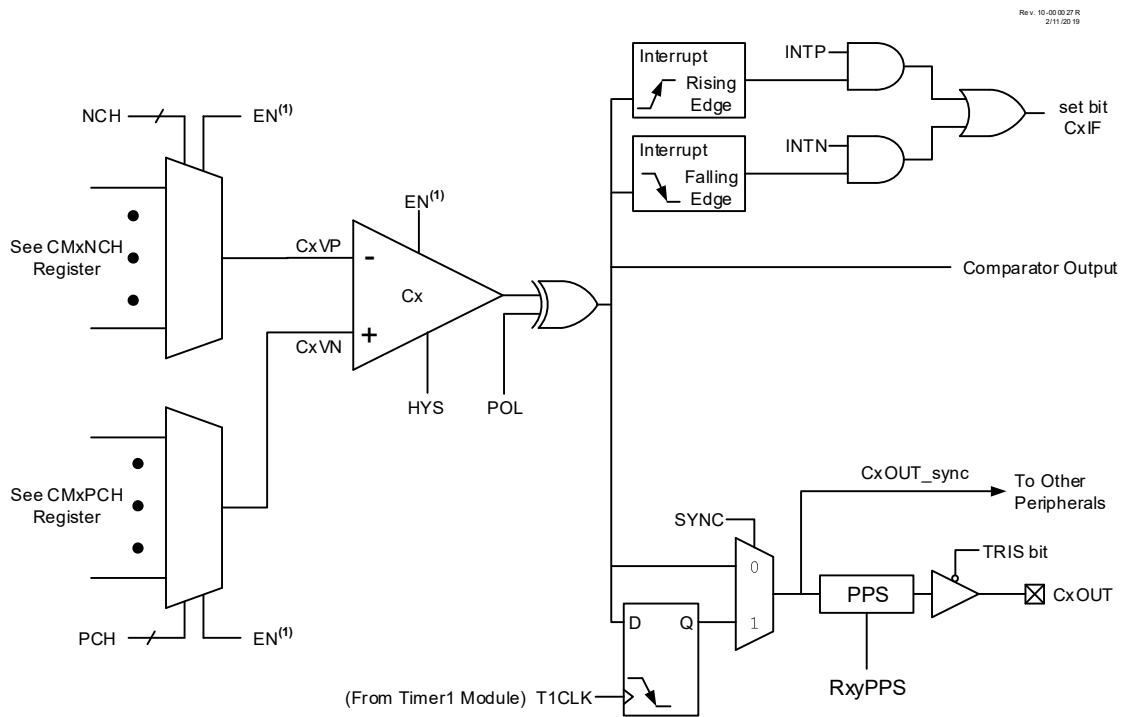 Rev. 10-000027R
2/11/2019
NCH
EN(1)
See CMxNCH
Register
CxVP
-
EN(1)
Cx
+
CxVN
HYS
POL
See CMxPCH
Register
PCH
EN(1)
Interrupt
Rising
Edge
INTP
Interrupt
Falling
Edge
INTN
set bit
CxIF
Comparator Output
CxOUT_sync
To Other
Peripherals
SYNC
0
1
D
Q
(From Timer1 Module) T1CLK
PPS
RxyPPS
TRIS bit
CxOUT